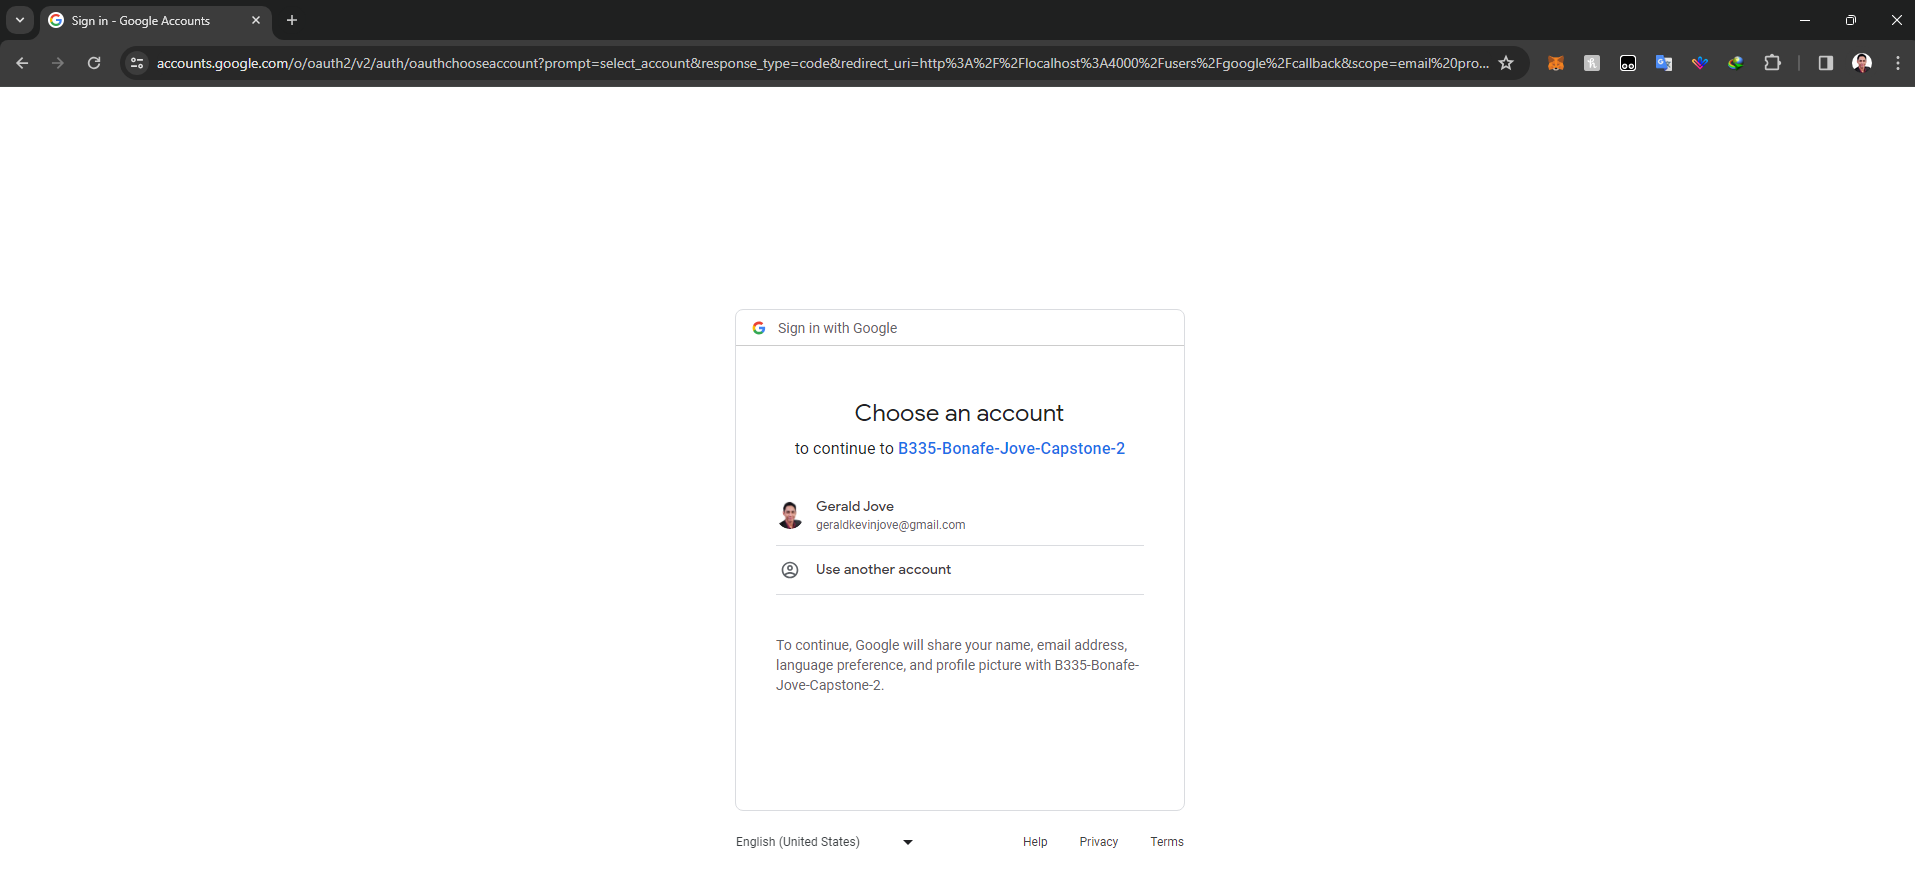 Sign in - Google Accounts
accounts.google.com/o/oauth2/v2/auth/oauthchooseaccount?prompt=select_account&response_type=code&redirect_uri=http%3A%2F%2Flocalhost%3A4000%2Fusers%2Fgoogle%2Fcallback&scope=email%20pro...
Sign in with Google
Choose an account
to continue to B335-Bonafe-Jove-Capstone-2
Gerald Jove
geraldkevinjove@gmail.com
Use another account
To continue, Google will share your name, email address,
language preference, and profile picture with B335-Bonafe-
Jove-Capstone-2.
English (United States)
Help Privacy Terms